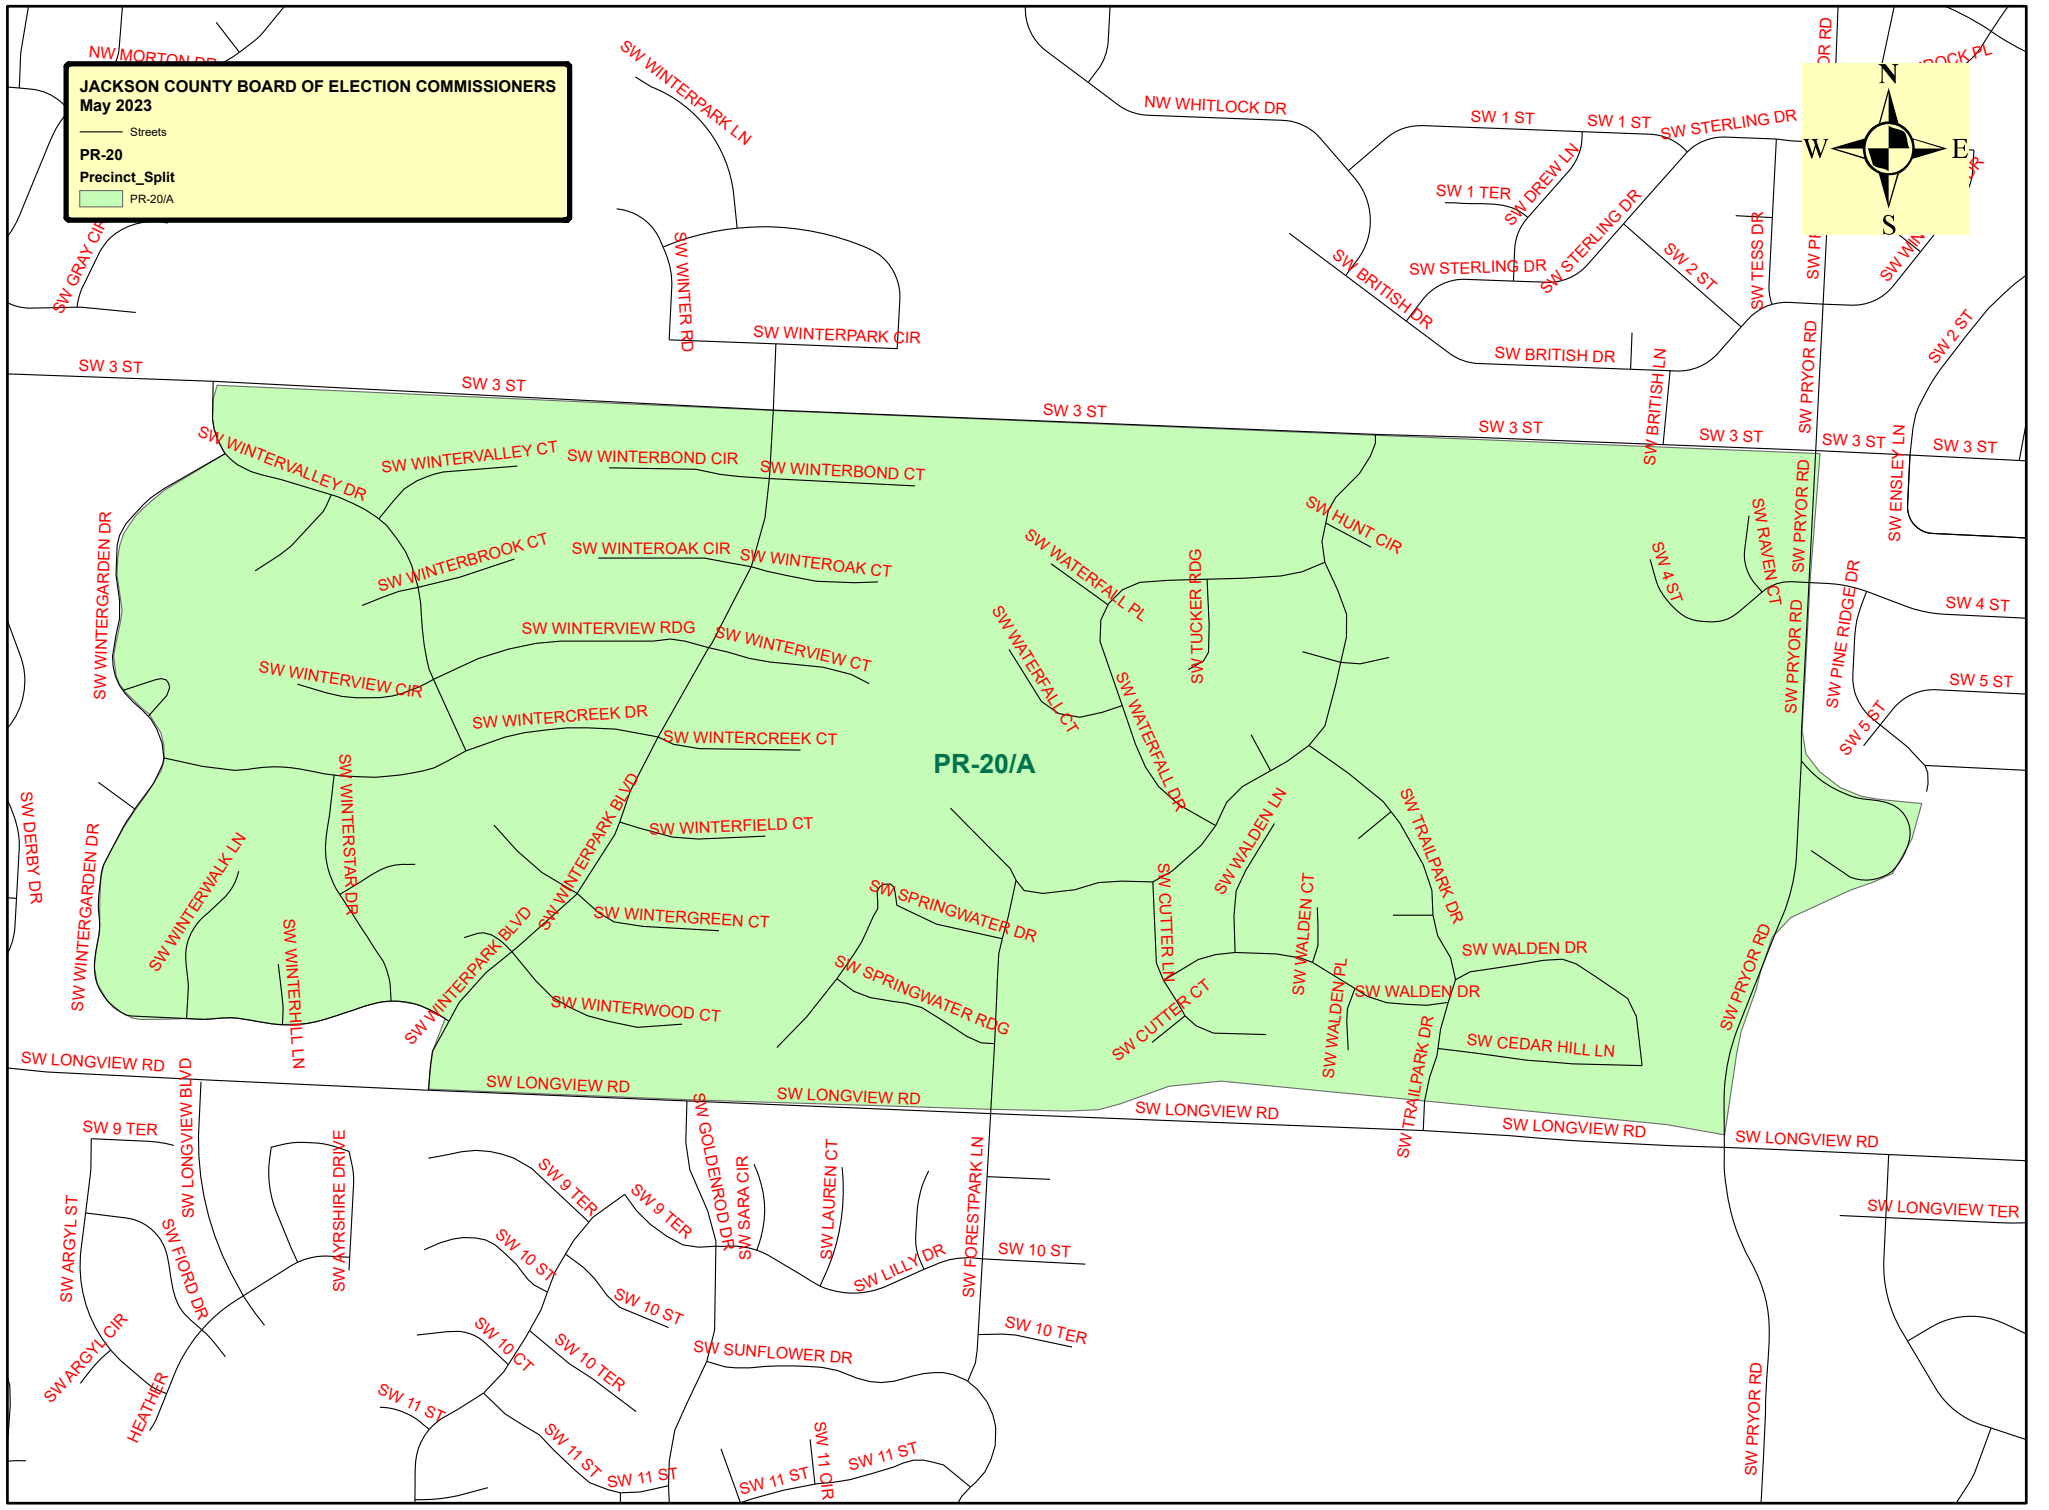 NW MORTON DR
JACKSON COUNTY BOARD OF ELECTION COMMISSIONERS
May 2023
Streets
PR-20
Precinct_Split
PR-20/A
N
W
E
S
SW GRAY CIR
SW WINTERPARK LN
SW WINTER RD
SW WINTERPARK CIR
NW WHITLOCK DR
SW 1 ST
SW 1 ST
SW STERLING DR
SW DREW LN
SW 1 TER
SW STERLING DR
SW STERLING DR
SW 2 ST
SW TESS DR
SW BRITISH DR
SW BRITISH DR
SW BRITISH LN
SW PRYOR RD
SW 2 ST
SW ENSLEY LN
SW 3 ST
SW 3 ST
SW 3 ST
SW 3 ST
SW 3 ST
SW 3 ST
SW 3 ST
SW WINTERVALLEY DR
SW WINTERVALLEY CT
SW WINTERBOND CIR
SW WINTERBOND CT
SW WINTERGARDEN DR
SW WINTERBROOK CT
SW WINTEROAK CIR
SW WINTEROAK CT
SW WINTERVIEW RDG
SW WINTERVIEW CT
SW WINTERVIEW CIR
SW WINTERCREEK DR
SW WINTERCREEK CT
SW HUNT CIR
SW WATERFALL PL
SW TUCKER RDG
SW WATERFALL CT
SW WATERFALL DR
SW 4 ST
SW RAVEN CT
SW PRYOR RD
SW PRYOR RD
SW PINE RIDGE DR
SW 4 ST
SW 5 ST
SW 5 ST
PR-20/A
SW DERBY DR
SW WINTERGARDEN DR
SW WINTERWALK LN
SW WINTERSTAR DR
SW WINTERHILL LN
SW WINTERPARK BLVD
SW WINTERPARK BLVD
SW WINTERFIELD CT
SW WINTERGREEN CT
SW WINTERWOOD CT
SW SPRINGWATER DR
SW SPRINGWATER RDG
SW CUTTER LN
SW CUTTER CT
SW WALDEN LN
SW WALDEN CT
SW WALDEN PL
SW WALDEN DR
SW WALDEN DR
SW TRAILPARK DR
SW TRAILPARK DR
SW CEDAR HILL LN
SW PRYOR RD
SW LONGVIEW RD
SW LONGVIEW RD
SW LONGVIEW RD
SW LONGVIEW RD
SW LONGVIEW RD
SW LONGVIEW RD
SW LONGVIEW BLVD
SW 9 TER
SW ARGYL ST
SW FIORD DR
SW AYRSHIRE DRIVE
SW ARGYL CIR
HEATHER
SW 9 TER
SW 9 TER
SW GOLDENROD DR
SW SARA CIR
SW LAUREN CT
SW LILLY DR
SW FORESTPARK LN
SW 10 ST
SW 10 ST
SW 10 ST
SW 10 CT
SW 10 TER
SW 10 TER
SW SUNFLOWER DR
SW 11 ST
SW 11 ST
SW 11 ST
SW 11 ST
SW 11 CIR
SW 11 ST
SW LONGVIEW TER
SW PRYOR RD